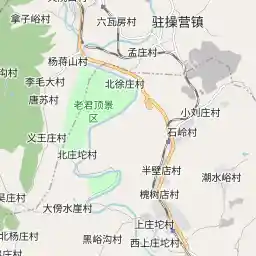 拿子峪村
六瓦房村
驻操营镇
孟庄村
杨蒋山村
北徐庄村
李毛大村
唐苏村
老君顶景
区
小刘庄村
石岭村
义王庄村
北庄坨村
半壁店村
潮水峪村
槐树店村
大傍水崖村
上庄坨村
北杨庄村
黑峪沟村
西上庄坨村